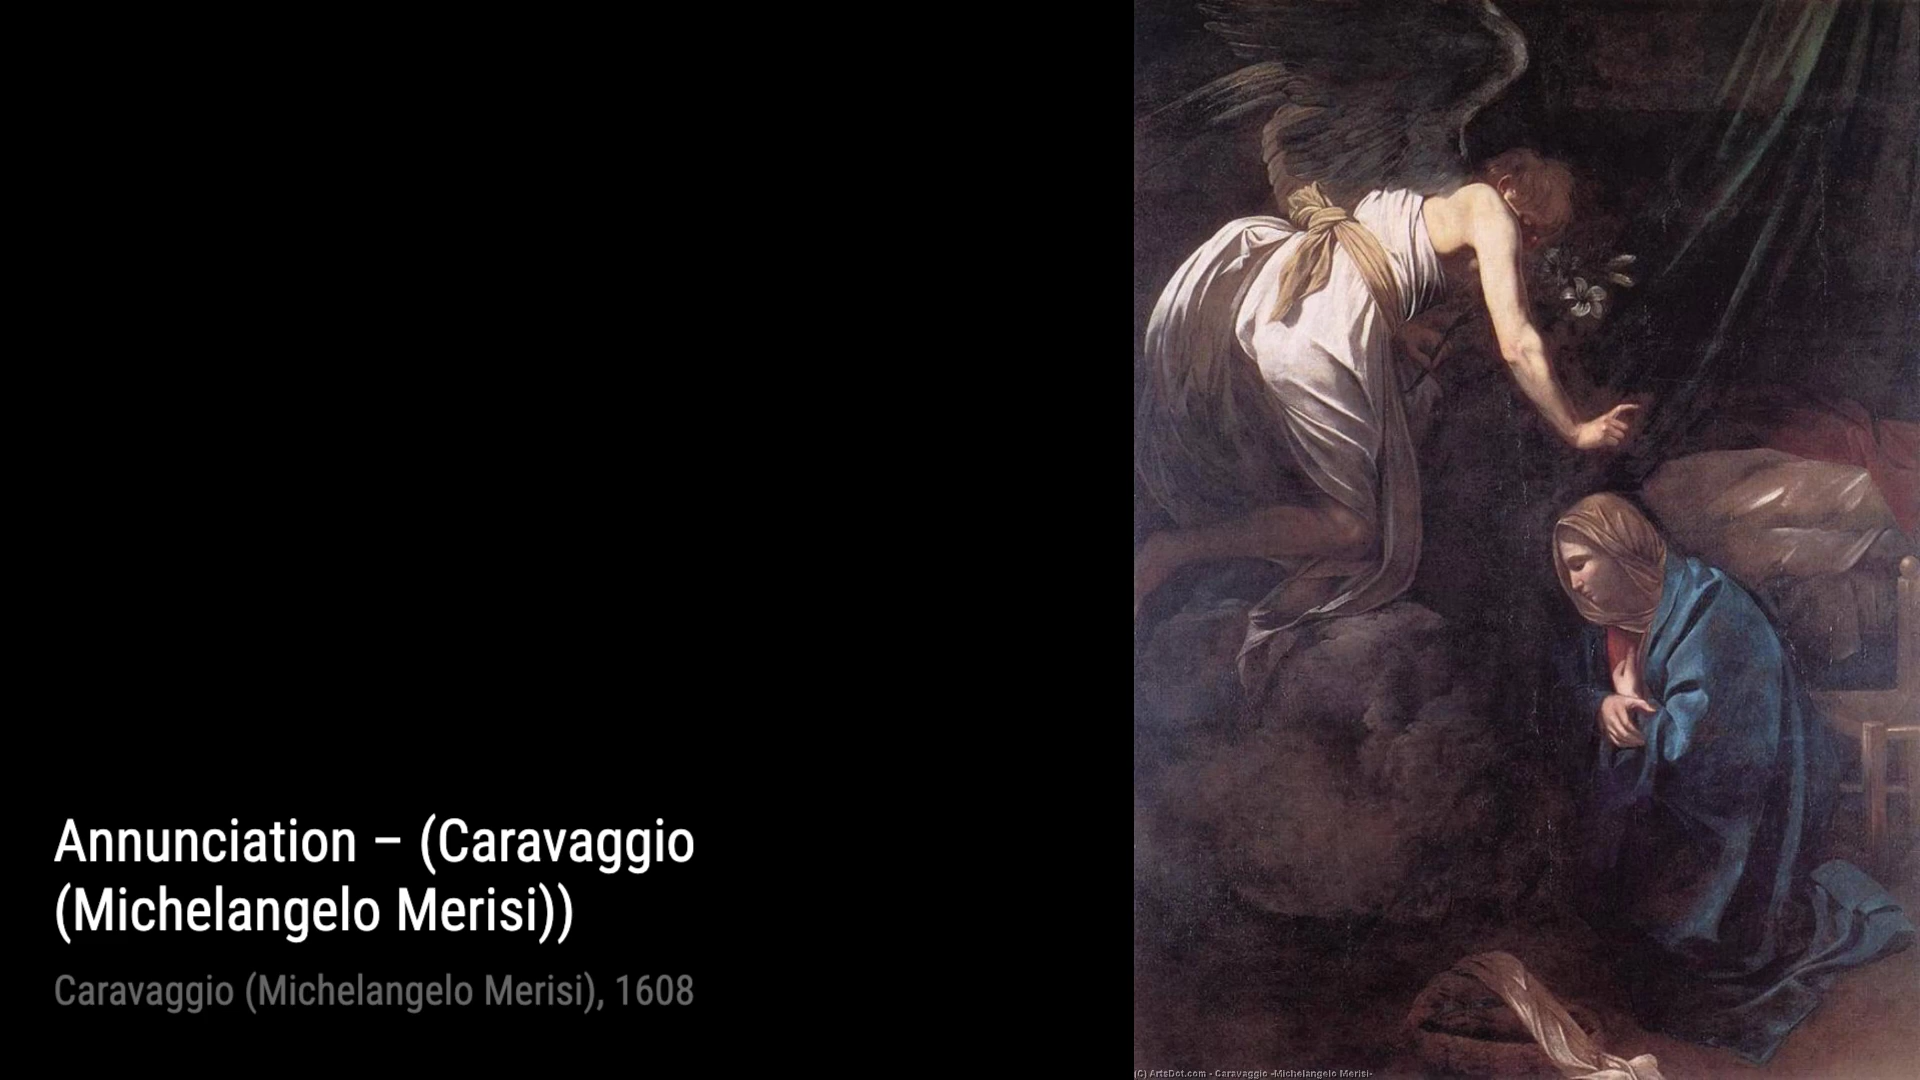 Annunciation – (Caravaggio
(Michelangelo Merisi))
Caravaggio (Michelangelo Merisi), 1608
(C) ArtsDot.com - Caravaggio -Michelangelo Merisi-